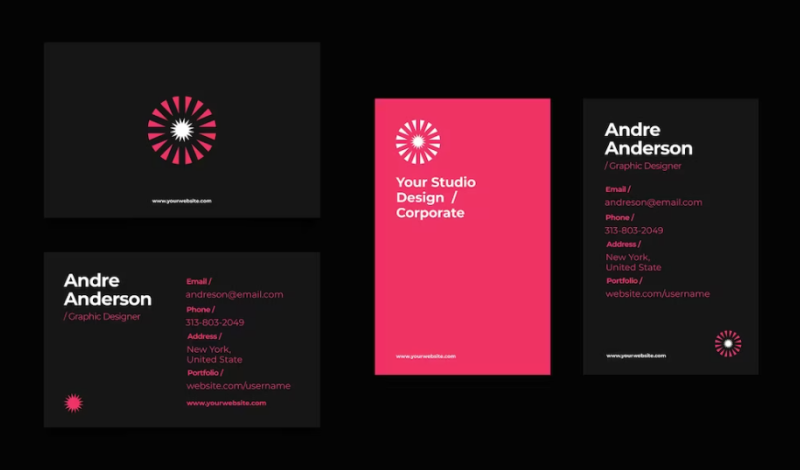 www.yourwebsite.com
Andre
Anderson
/ Graphic Designer
Email /
andreson@email.com
Phone /
313-803-2049
Address /
New York,
United State
Portfolio /
website.com/username
www.yourwebsite.com
Your Studio
Design /
Corporate
www.yourwebsite.com
Andre
Anderson
/ Graphic Designer
Email /
andreson@email.com
Phone /
313-803-2049
Address /
New York,
United State
Portfolio /
website.com/username
www.yourwebsite.com